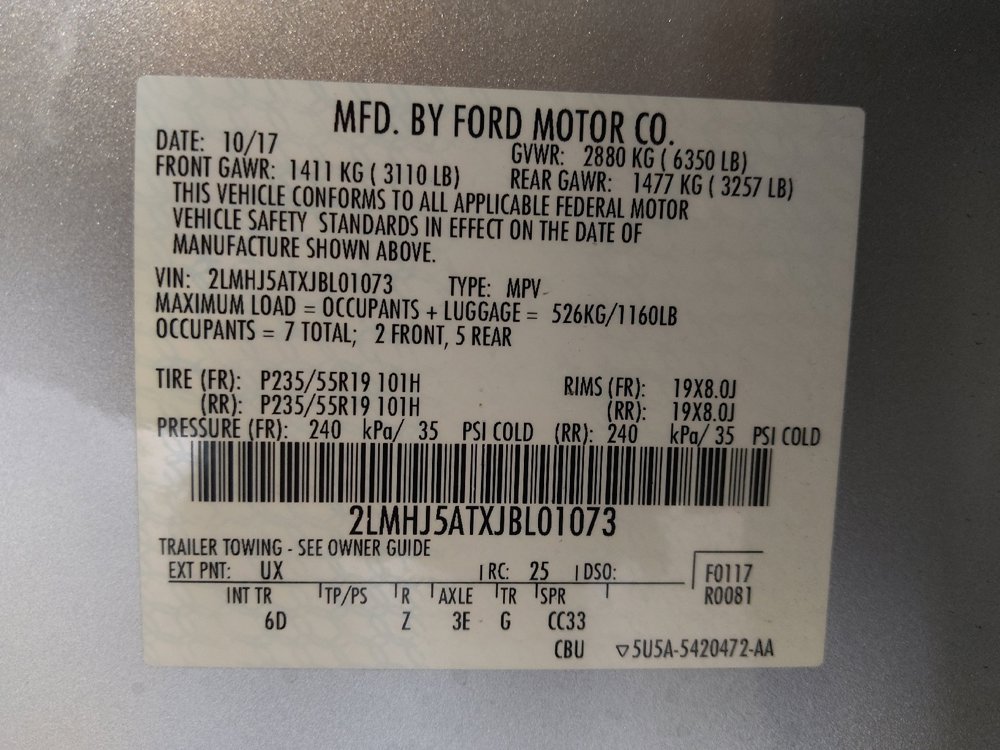 MFD. BY FORD MOTOR CO.
DATE: 10/17 GVWR: 2880 KG ( 6350 LB)
FRONT GAWR: 1411 KG ( 3110 LB) REAR GAWR: 1477 KG ( 3257 LB)
THIS VEHICLE CONFORMS TO ALL APPLICABLE FEDERAL MOTOR
VEHICLE SAFETY STANDARDS IN EFFECT ON THE DATE OF
MANUFACTURE SHOWN ABOVE.
VIN: 2LMHJ5ATXJBL01073 TYPE: MPV
MAXIMUM LOAD = OCCUPANTS + LUGGAGE = 526KG/1160LB
OCCUPANTS = 7 TOTAL; 2 FRONT, 5 REAR
TIRE (FR): P235/55R19 101H RIMS (FR): 19X8.0J
(RR): P235/55R19 101H (RR): 19X8.0J
PRESSURE (FR): 240 kPa/ 35 PSI COLD (RR): 240 kPa/ 35 PSI COLD
2LMHJ5ATXJBL01073
TRAILER TOWING - SEE OWNER GUIDE
EXT PNT: UX RC: 25 DSO: F0117
INT TR TP/PS R AXLE TR SPR R0081
6D Z 3E G CC33
CBU ▽5U5A-5420472-AA